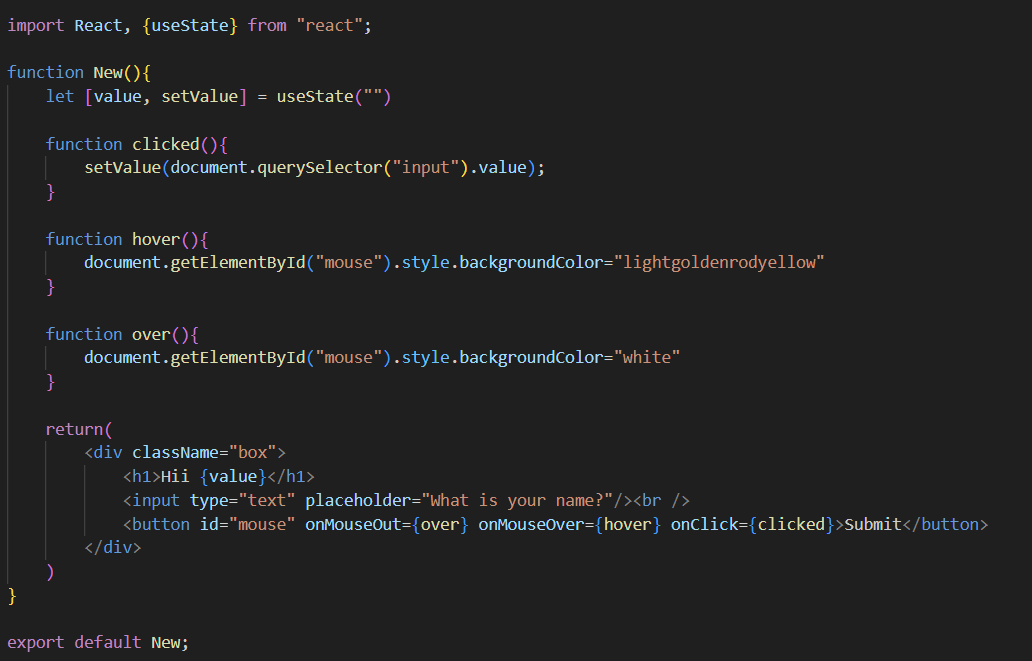 import React, {useState} from "react";
function New(){
let [value, setValue] = useState("")
function clicked(){
setValue(document.querySelector("input").value);
}
function hover(){
document.getElementById("mouse").style.backgroundColor="lightgoldenrodyellow"
}
function over(){
document.getElementById("mouse").style.backgroundColor="white"
}
return(
<div className="box">
<h1>Hii {value}</h1>
<input type="text" placeholder="What is your name?"/><br />
<button id="mouse" onMouseOut={over} onMouseOver={hover} onClick={clicked}>Submit</button>
</div>
)
}
export default New;